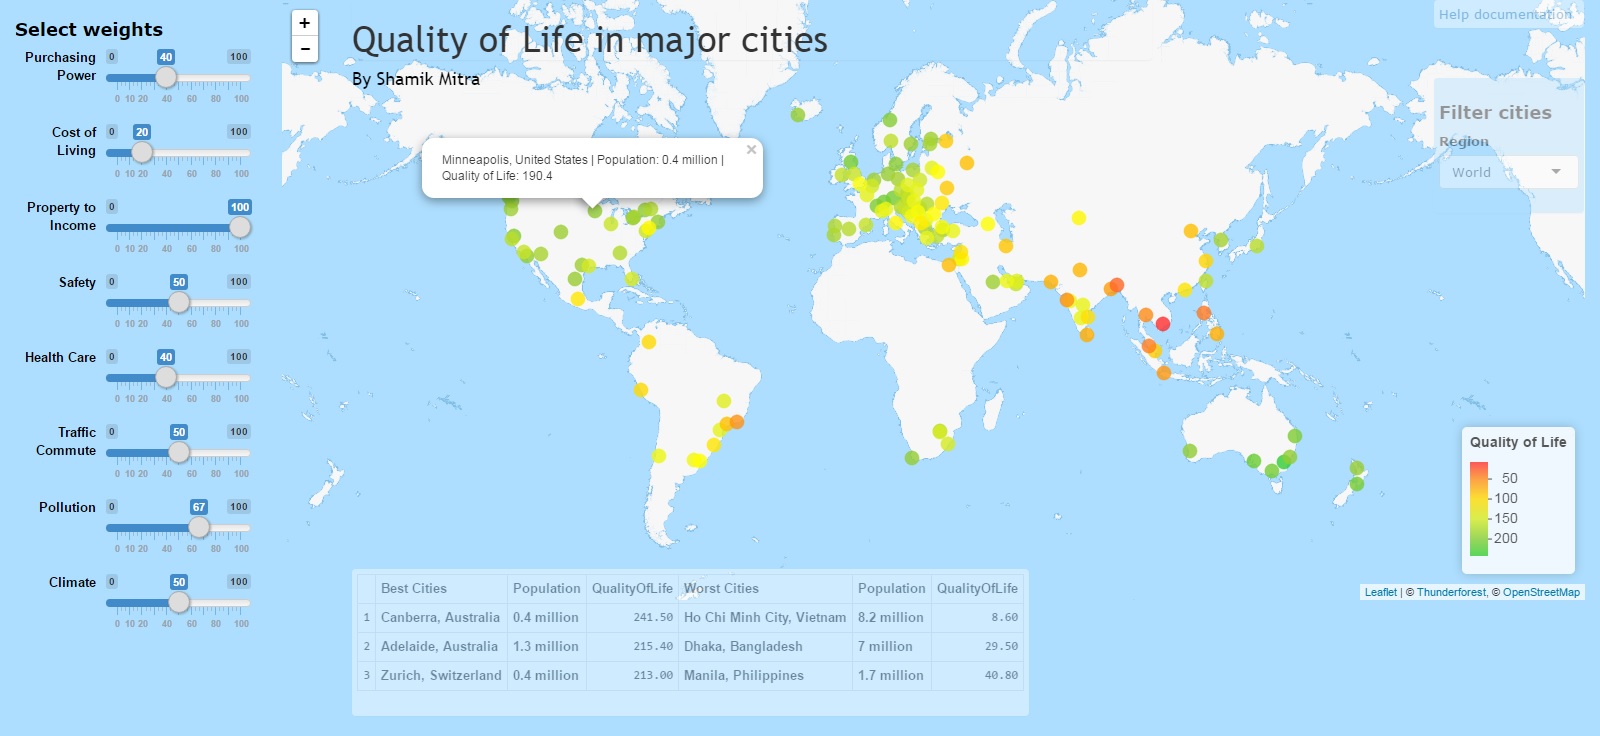 Select weights
Purchasing Power
0 40 100
0 10 20 40 60 80 100
Cost of Living
0 20 100
0 10 20 40 60 80 100
Property to Income
0 100
0 10 20 40 60 80 100
Safety
0 50 100
0 10 20 40 60 80 100
Health Care
0 40 100
0 10 20 40 60 80 100
Traffic Commute
0 50 100
0 10 20 40 60 80 100
Pollution
0 67 100
0 10 20 40 60 80 100
Climate
0 50 100
0 10 20 40 60 80 100
+
−
Quality of Life in major cities
By Shamik Mitra
Minneapolis, United States | Population: 0.4 million |
Quality of Life: 190.4
×
Help documentation
Filter cities
Region
World
Quality of Life
50
100
150
200
Leaflet | © Thunderforest, © OpenStreetMap
Best Cities Population QualityOfLife Worst Cities Population QualityOfLife
1 Canberra, Australia 0.4 million 241.50 Ho Chi Minh City, Vietnam 8.2 million 8.60
2 Adelaide, Australia 1.3 million 215.40 Dhaka, Bangladesh 7 million 29.50
3 Zurich, Switzerland 0.4 million 213.00 Manila, Philippines 1.7 million 40.80